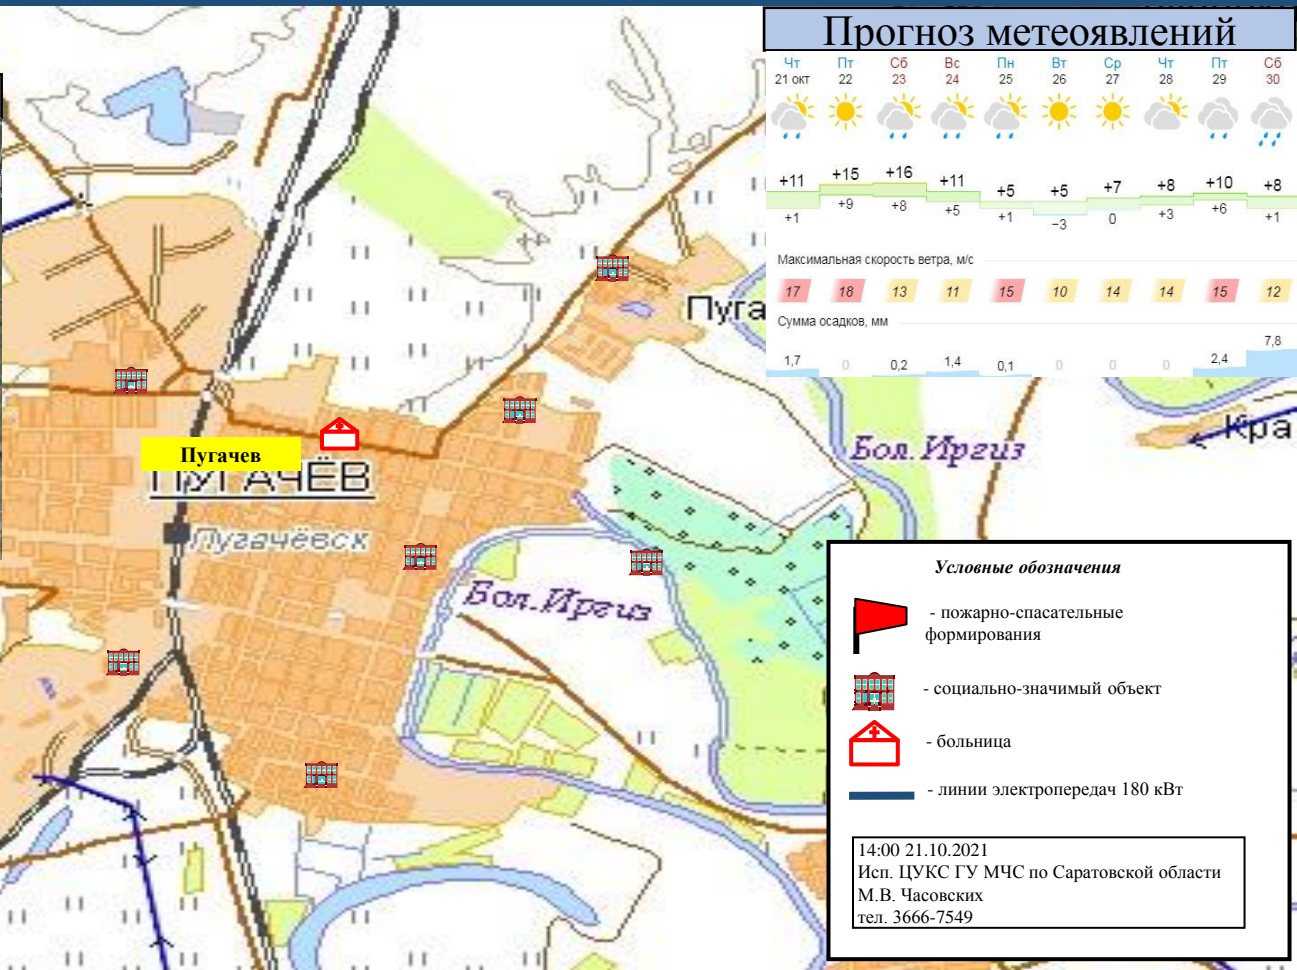 Прогноз метеоявлений
Чт Пт Сб Вс Пн Вт Ср Чт Пт Сб
21 окт 22 23 24 25 26 27 28 29 30
+11 +15 +16 +11 +5 +5 +7 +8 +10 +8
+1 +9 +8 +5 +1 −3 0 +3 +6 +1
Максимальная скорость ветра, м/с
17 18 13 11 15 10 14 14 15 12
Сумма осадков, мм
1,7 0 0,2 1,4 0,1 0 0 0 2,4 7,8
Пуга
Кра
Бол. Иргиз
Пугачев
ПУГАЧЁВ
Пугачёвск
Бол. Иргиз
Условные обозначения
- пожарно-спасательные
формирования
- социально-значимый объект
- больница
- линии электропередач 180 кВт
14:00 21.10.2021
Исп. ЦУКС ГУ МЧС по Саратовской области
М.В. Часовских
тел. 3666-7549